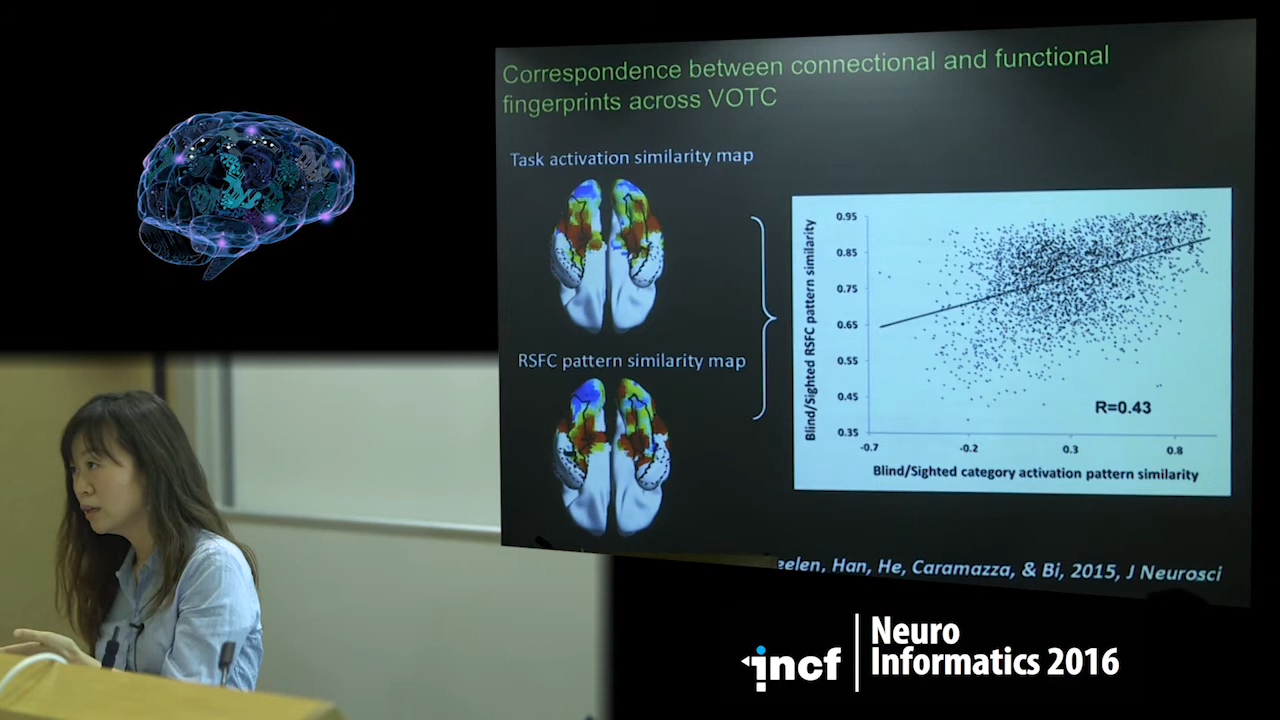 Correspondence between connectional and functional
fingerprints across VOTC
Task activation similarity map
RSFC pattern similarity map
Blind/Sighted RSFC pattern similarity
0.95
0.85
0.75
0.65
0.55
0.45
0.35
R=0.43
-0.7 -0.2 0.3 0.8
Blind/Sighted category activation pattern similarity
Han, He, Caramazza, & Bi, 2015, J Neurosci
incf
Neuro
Informatics 2016